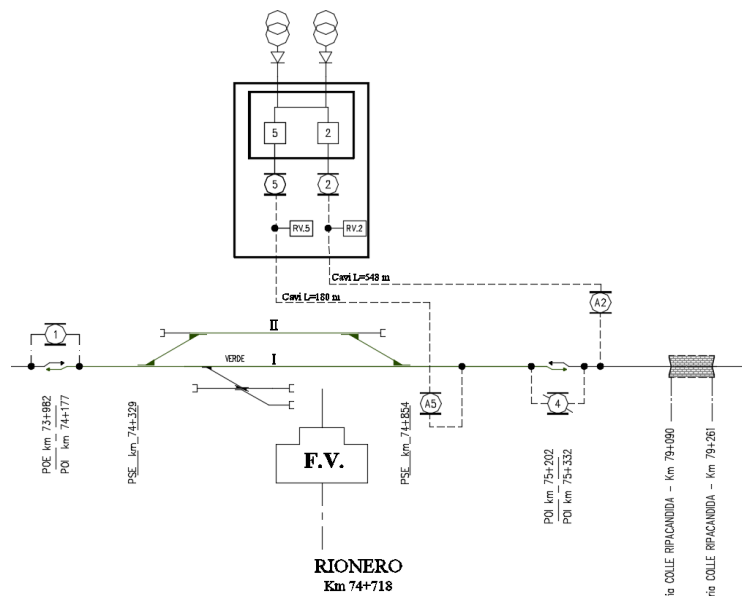 5
2
5
2
RV.5
RV.2
Cavi L=548 m
Cavi L=180 m
A2
1
II
VERDE
I
A5
4
POE km 73+982
POI km 74+177
PSE km 74+329
PSE km 74+854
POI km 75+202
POI km 75+332
COLLE RIPACANDIDA - Km 79+090
COLLE RIPACANDIDA - Km 79+261
F.V.
RIONERO
Km 74+718